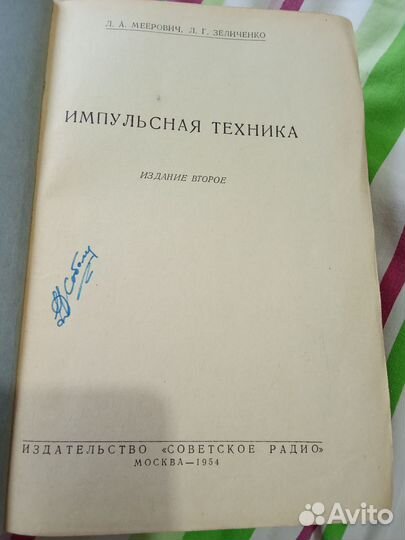 Л. А. МЕЕРОВИЧ, Л. Г. ЗЕЛИЧЕНКО
ИМПУЛЬСНАЯ ТЕХНИКА
ИЗДАНИЕ ВТОРОЕ
ИЗДАТЕЛЬСТВО «СОВЕТСКОЕ РАДИО»
МОСКВА—1954
Avito